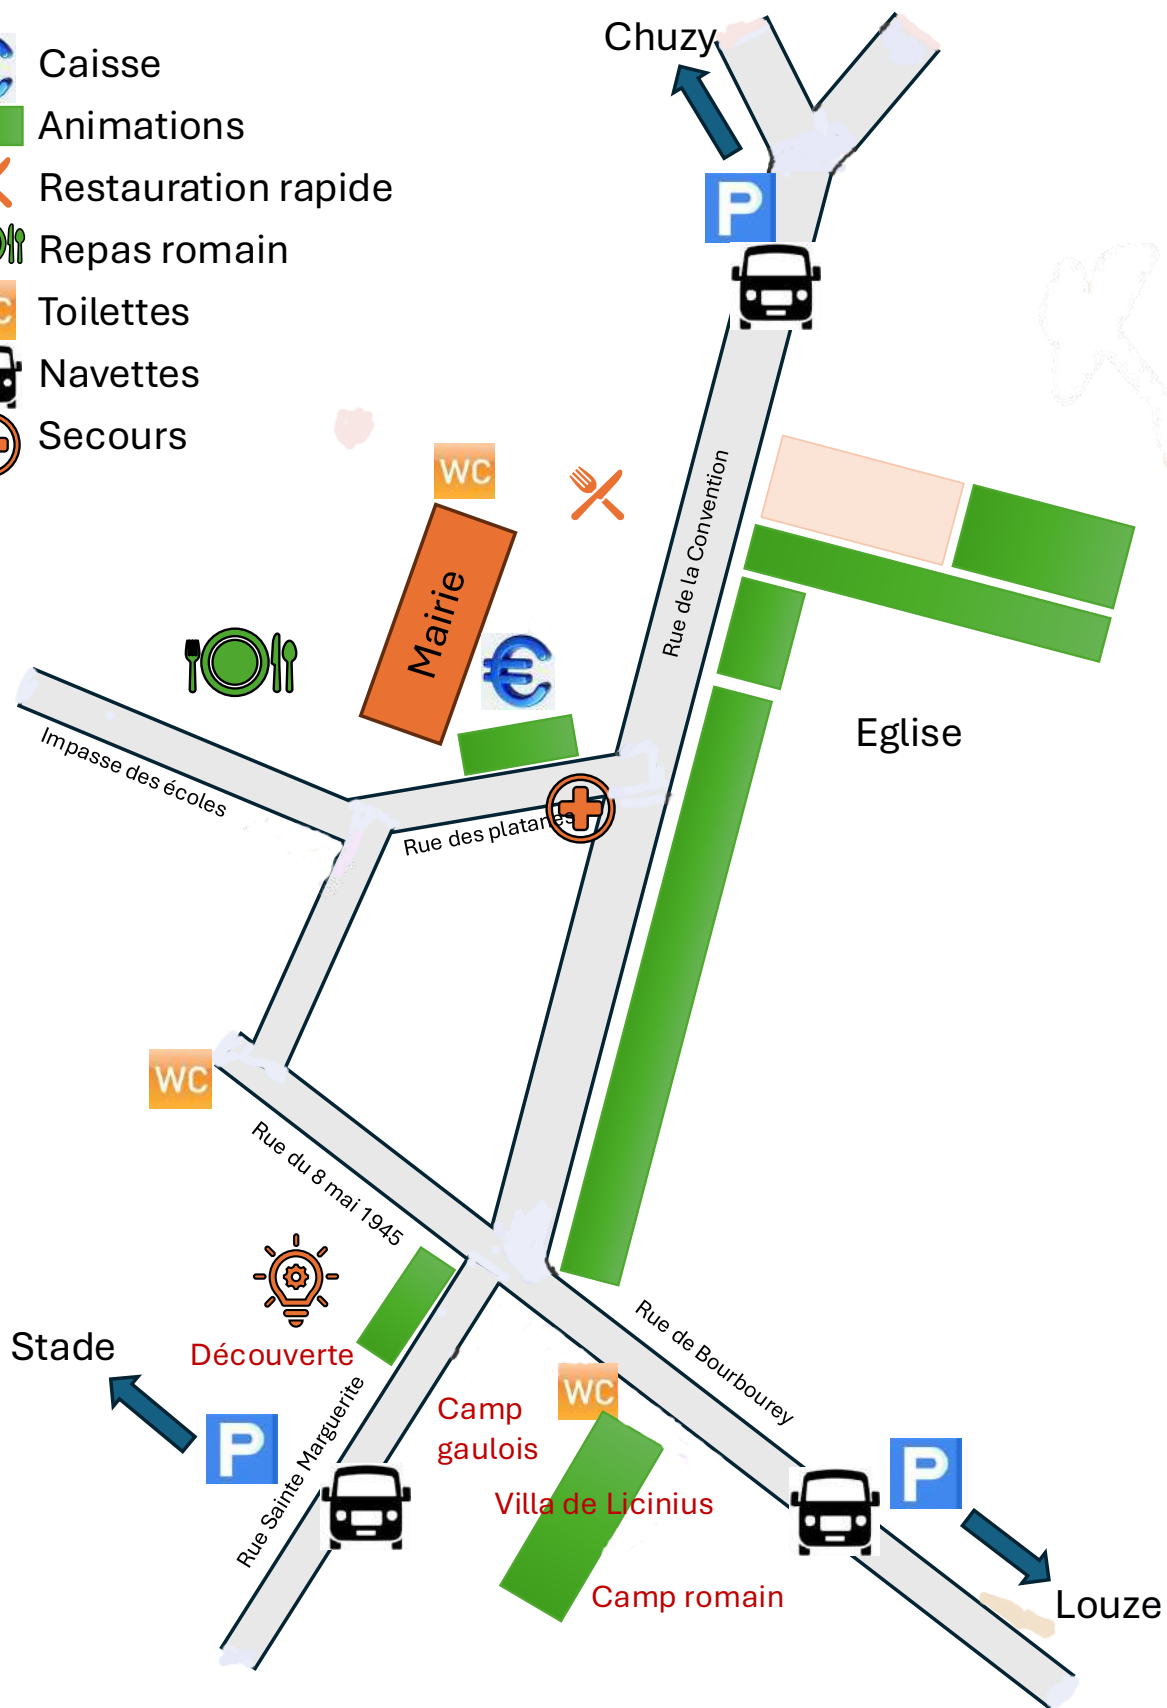 Chuzy
Caisse
Animations
Restauration rapide
Repas romain
Toilettes
Navettes
Secours
P
WC
Rue de la Convention
Mairie
€
Eglise
Impasse des écoles
Rue des platanes
WC
Rue du 8 mai 1945
Rue de Bourbourey
Stade
Découverte
WC
Camp
gaulois
P
P
Rue Sainte Marguerite
Villa de Licinius
Camp romain
Louze